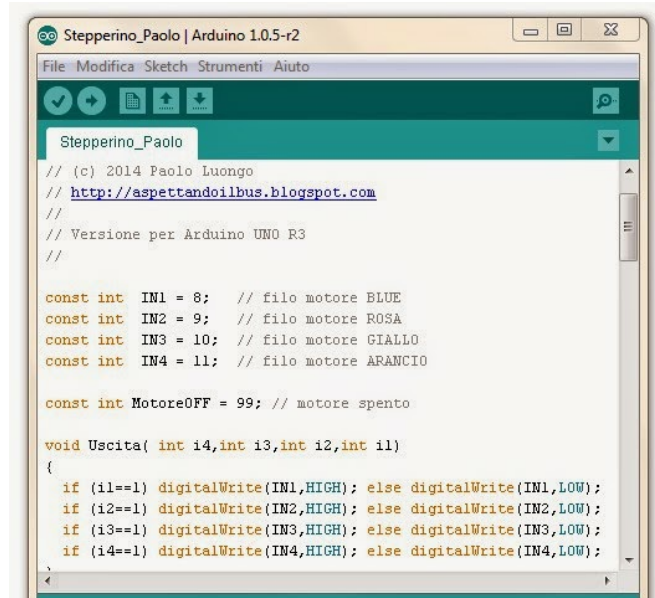 Stepperino_Paolo | Arduino 1.0.5-r2
File Modifica Sketch Strumenti Aiuto
Stepperino_Paolo
// (c) 2014 Paolo Luongo
// http://aspettandoilbus.blogspot.com
//
// Versione per Arduino UNO R3
//
const int IN1 = 8; // filo motore BLUE
const int IN2 = 9; // filo motore ROSA
const int IN3 = 10; // filo motore GIALLO
const int IN4 = 11; // filo motore ARANCIO
const int MotoreOFF = 99; // motore spento
void Uscita( int i4,int i3,int i2,int i1)
{
if (i1==1) digitalWrite(IN1,HIGH); else digitalWrite(IN1,LOW);
if (i2==1) digitalWrite(IN2,HIGH); else digitalWrite(IN2,LOW);
if (i3==1) digitalWrite(IN3,HIGH); else digitalWrite(IN3,LOW);
if (i4==1) digitalWrite(IN4,HIGH); else digitalWrite(IN4,LOW);